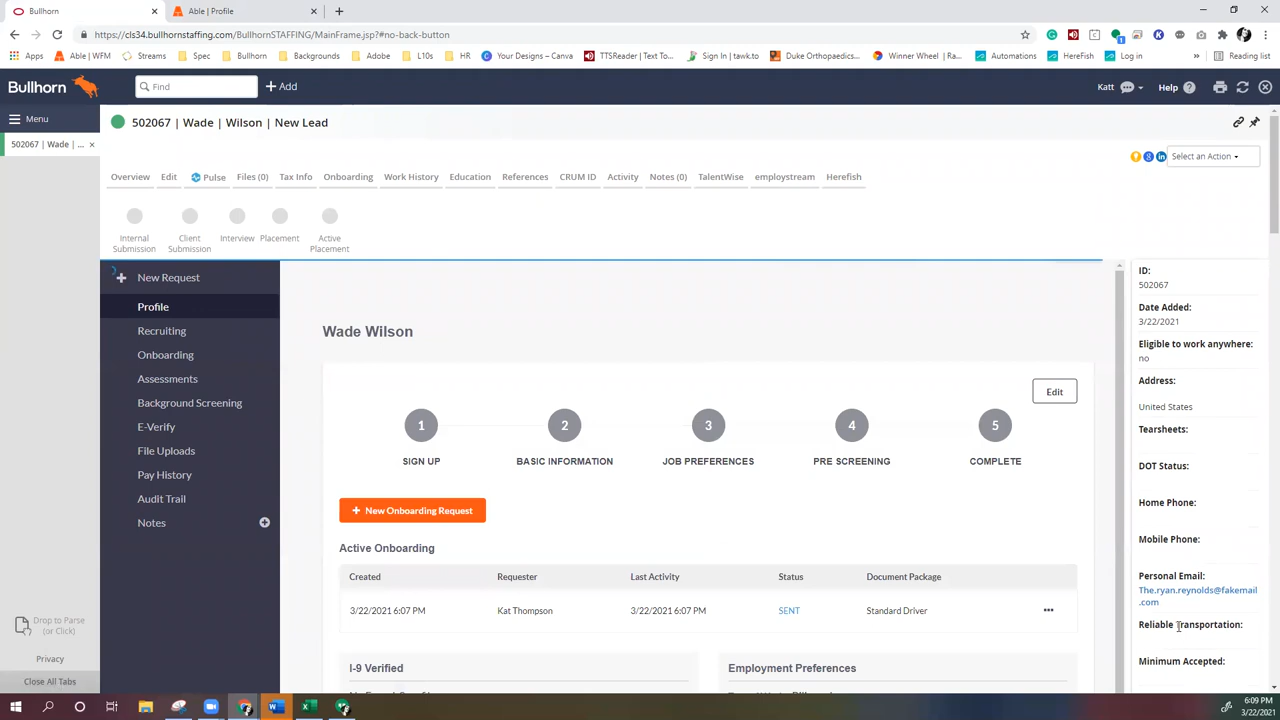 Bullhorn
Able | Profile
https://cls34.bullhornstaffing.com/BullhornSTAFFING/MainFrame.jsp?#no-back-button
Apps
Able | WFM
Streams
Spec
Bullhorn
Backgrounds
Adobe
L10s
HR
Your Designs – Canva
TTSReader | Text To...
Sign In | tawk.to
Duke Orthopaedics...
Winner Wheel | Ra...
Automations
HereFish
Log in
Reading list
Bullhorn
Find
Add
Katt
Help
Menu
502067 | Wade | Wilson | New Lead
502067 | Wade | ...
Select an Action
Overview
Edit
Pulse
Files (0)
Tax Info
Onboarding
Work History
Education
References
CRUM ID
Activity
Notes (0)
TalentWise
employstream
Herefish
Internal
Submission
Client
Submission
Interview
Placement
Active
Placement
New Request
Profile
Recruiting
Onboarding
Assessments
Background Screening
E-Verify
File Uploads
Pay History
Audit Trail
Notes
Wade Wilson
Edit
1 2 3 4 5
SIGN UP
BASIC INFORMATION
JOB PREFERENCES
PRE SCREENING
COMPLETE
+ New Onboarding Request
Active Onboarding
Created Requester Last Activity Status Document Package
3/22/2021 6:07 PM Kat Thompson 3/22/2021 6:07 PM SENT Standard Driver
I-9 Verified
Employment Preferences
ID:
502067
Date Added:
3/22/2021
Eligible to work anywhere:
no
Address:
United States
Tearsheets:
DOT Status:
Home Phone:
Mobile Phone:
Personal Email:
The.ryan.reynolds@fakemail
.com
Reliable Transportation:
Minimum Accepted:
Drop to Parse
(or Click)
Privacy
Close All Tabs
6:09 PM
3/22/2021